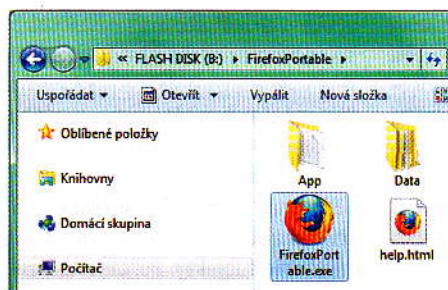 « FLASH DISK (B:) ▸ FirefoxPortable ▸
Uspořádat ▾ Otevřít ▾ Vypálit Nová složka
Oblíbené položky
Knihovny
Domácí skupina
Počítač
App
Data
FirefoxPort
able.exe
help.html